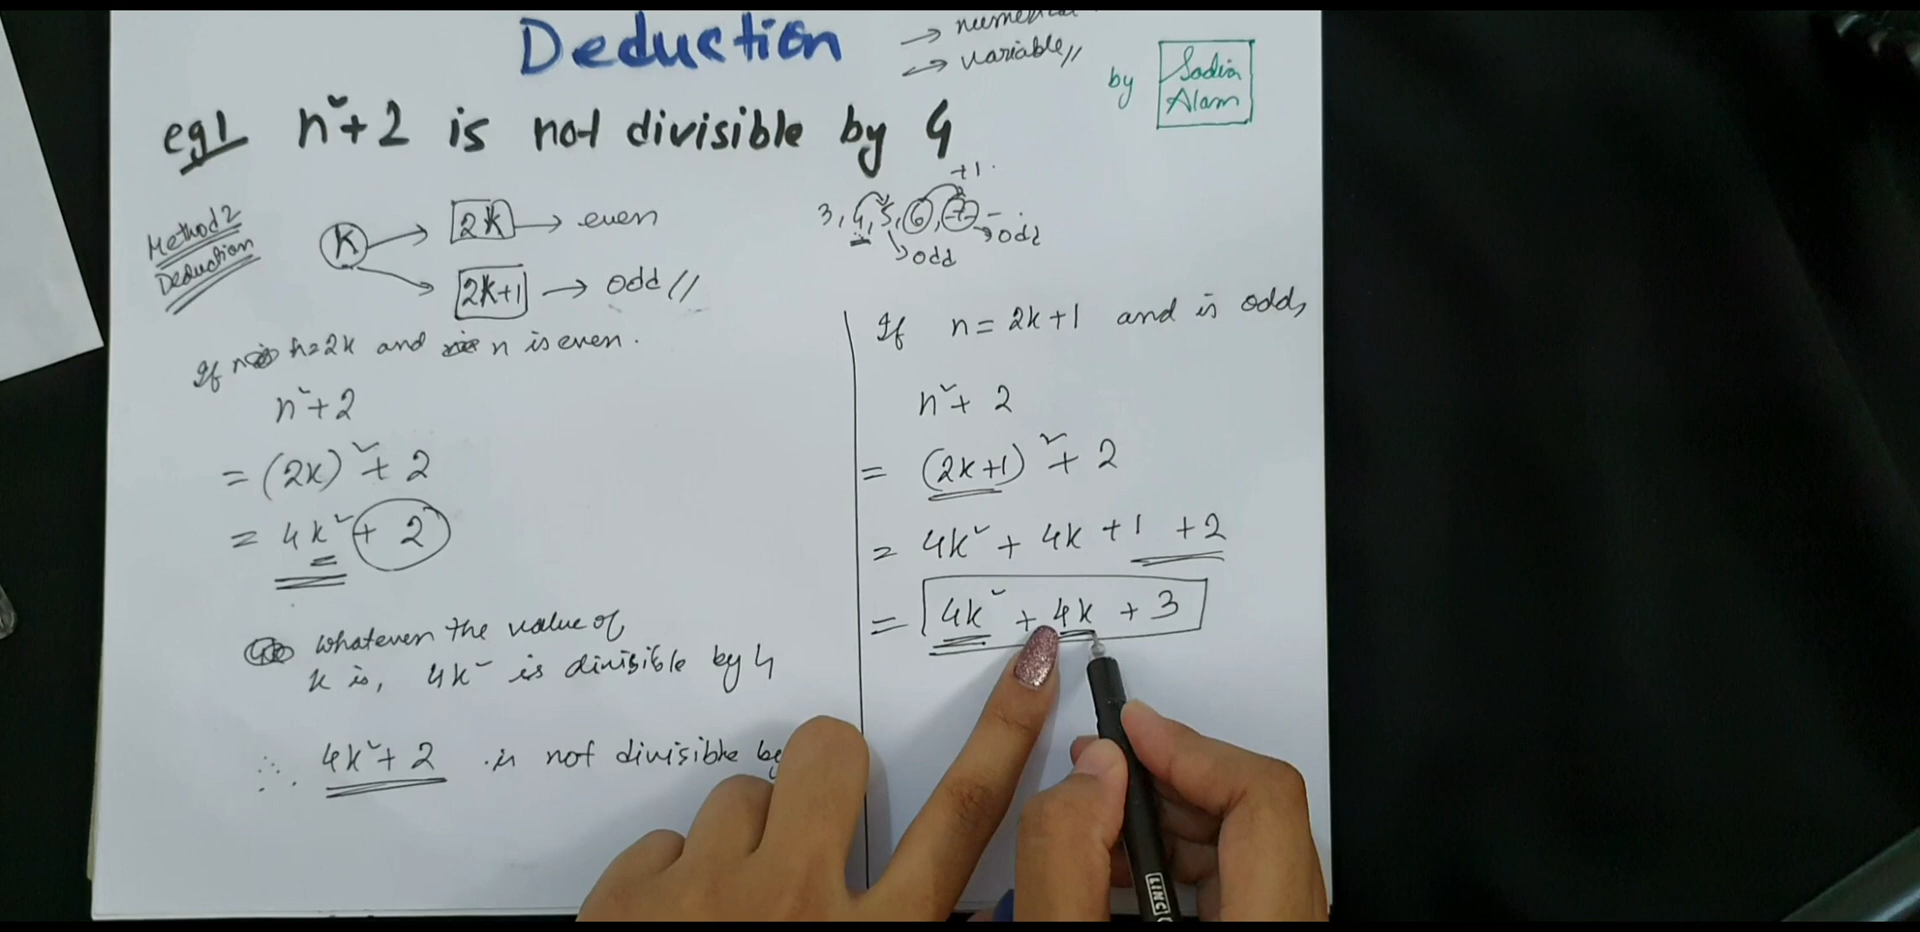 Deduction
→ variable //
by Sadia Alam
eg1 n²+2 is not divisible by 4
+1
Method 2
Deduction
K → 2K → even
→ 2K+1 → odd //
3, 4, 5, 6, 7
odd
odd
If n=2k and n is even.
n²+2
= (2k)²+2
= 4k²+2
whatever the value of
k is, 4k² is divisible by 4
∴ 4k²+2 is not divisible by
If n = 2k+1 and is odd,
n²+ 2
= (2k+1)² + 2
= 4k² + 4k +1 +2
= 4k² + 4k + 3
LINC